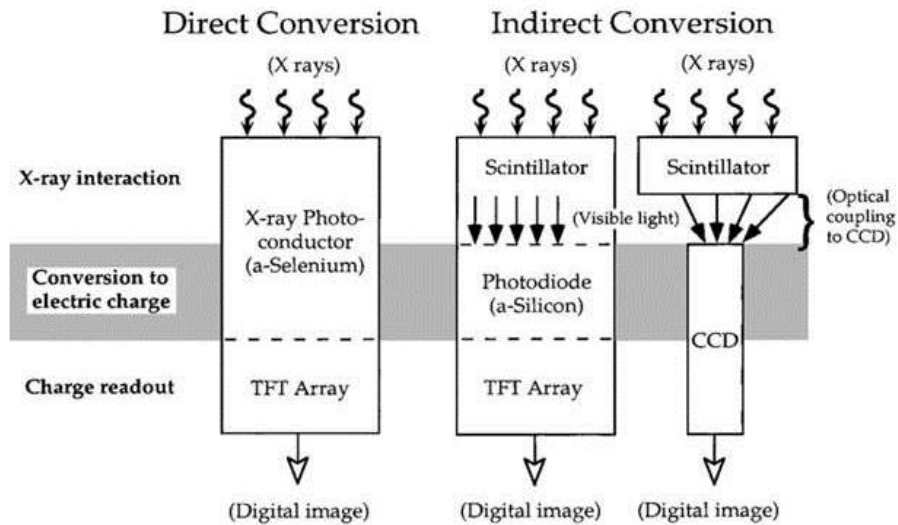 Direct Conversion
Indirect Conversion
(X rays)
(X rays)
(X rays)
X-ray interaction
X-ray Photo-
conductor
(a-Selenium)
Scintillator
(Visible light)
Scintillator
(Optical
coupling
to CCD)
Conversion to
electric charge
Photodiode
(a-Silicon)
CCD
Charge readout
TFT Array
TFT Array
(Digital image)
(Digital image)
(Digital image)